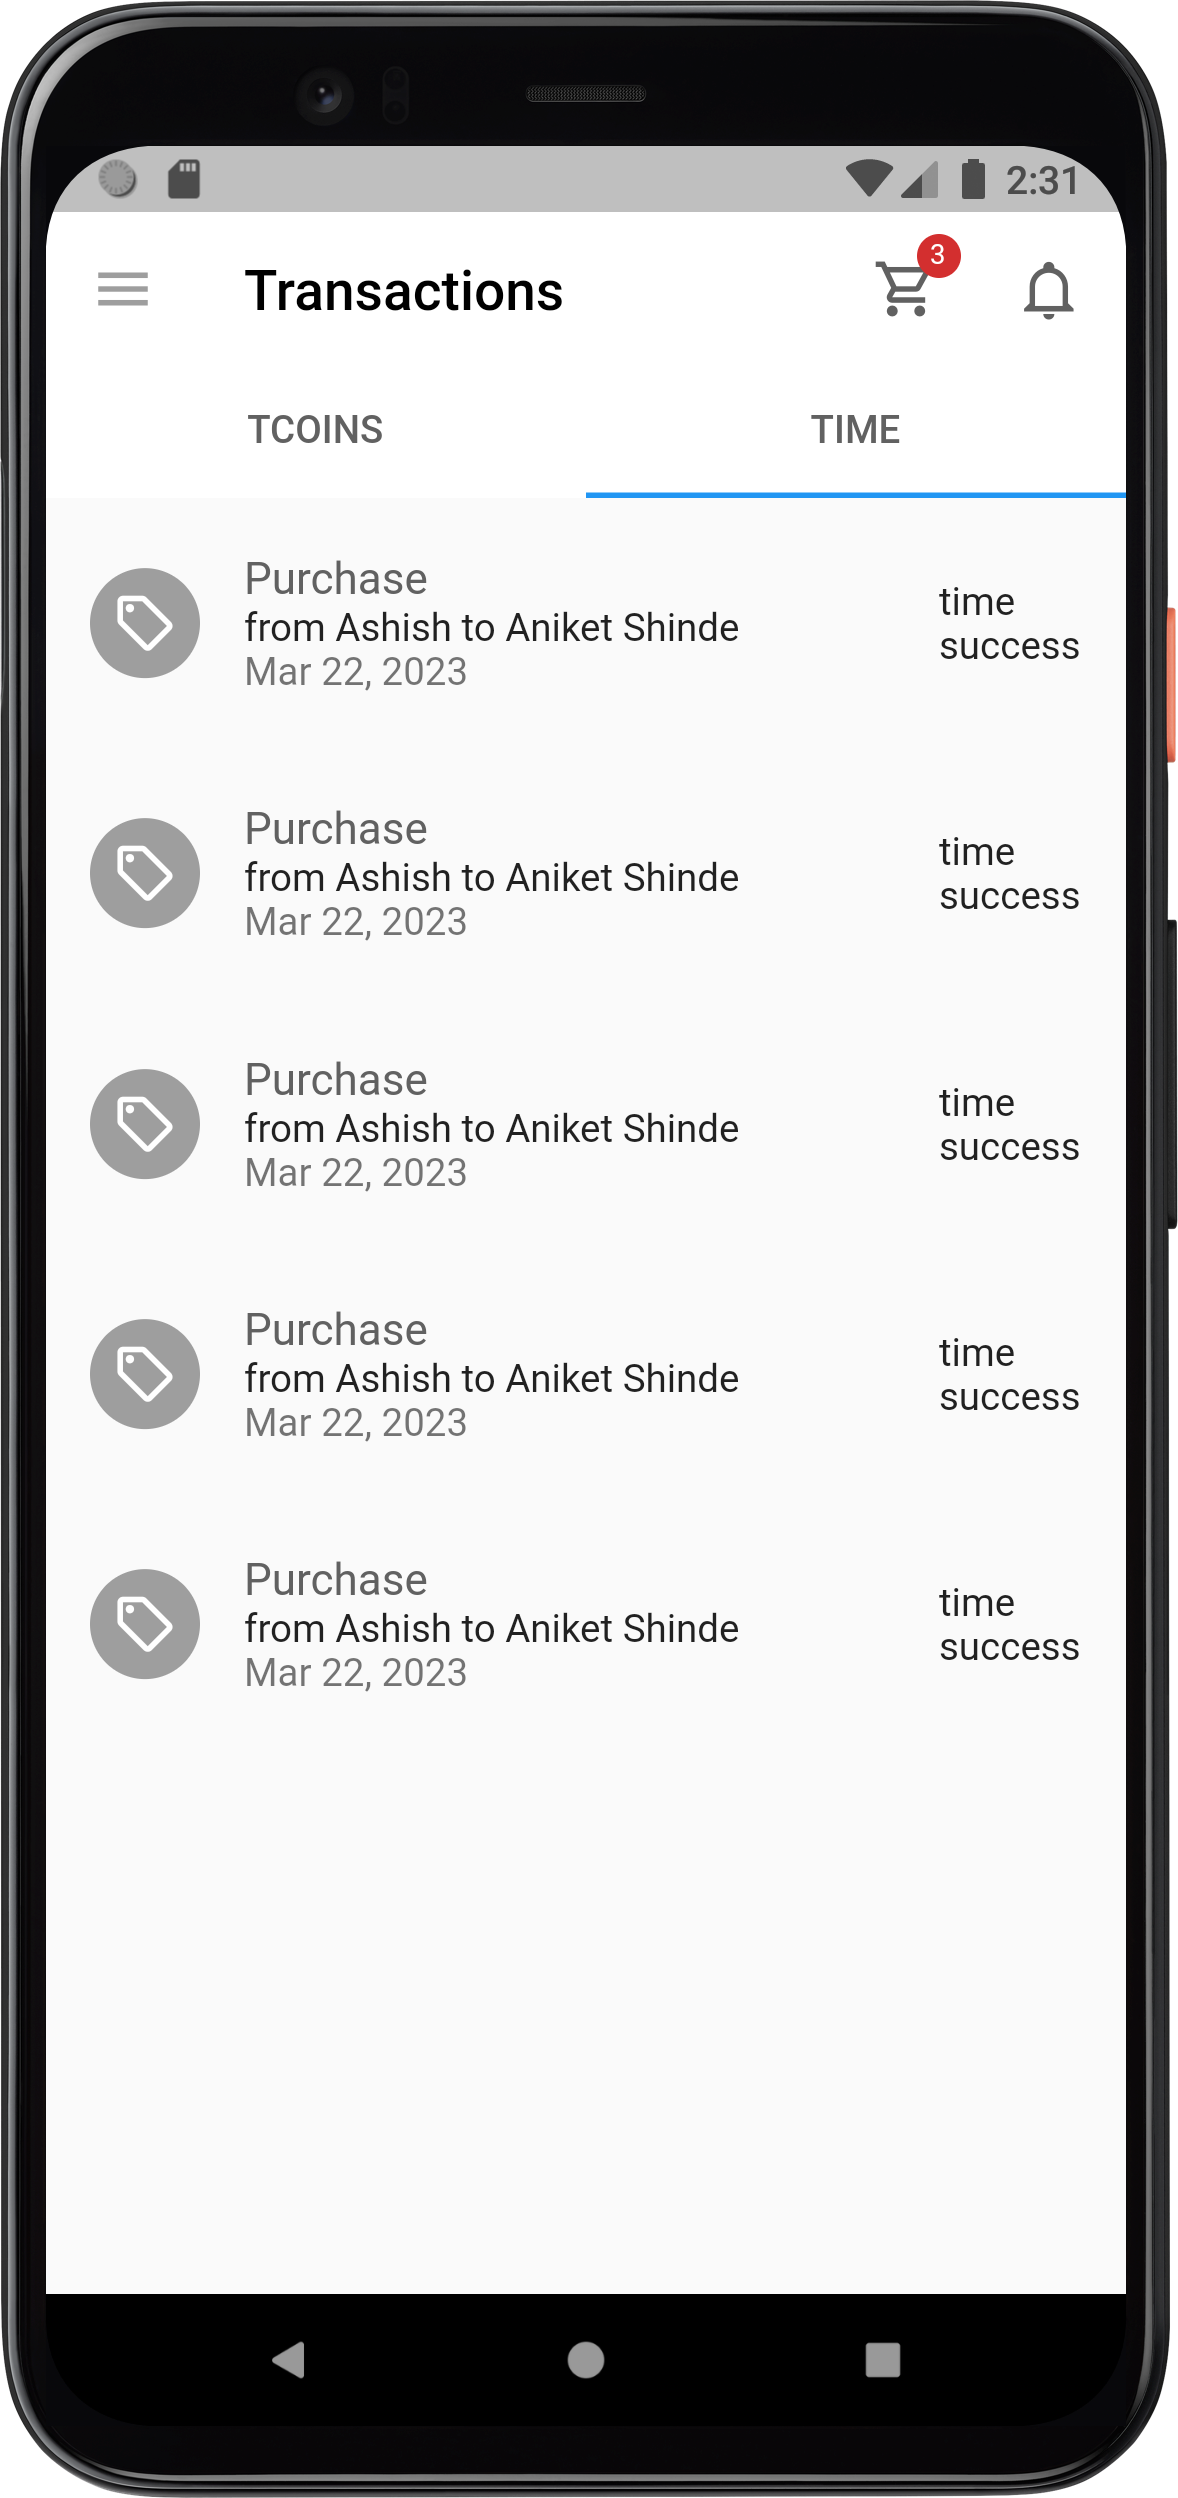 2:31
Transactions
3
TCOINS
TIME
Purchase
from Ashish to Aniket Shinde
Mar 22, 2023
time
success
Purchase
from Ashish to Aniket Shinde
Mar 22, 2023
time
success
Purchase
from Ashish to Aniket Shinde
Mar 22, 2023
time
success
Purchase
from Ashish to Aniket Shinde
Mar 22, 2023
time
success
Purchase
from Ashish to Aniket Shinde
Mar 22, 2023
time
success